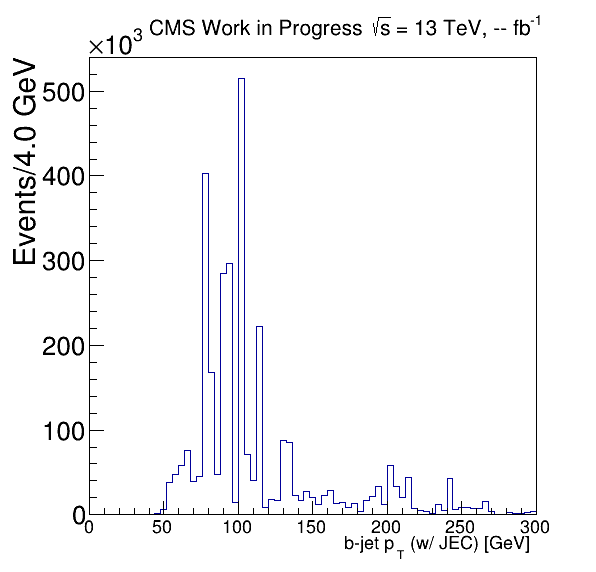 ×10³ CMS Work in Progress √s = 13 TeV, -- fb⁻¹
Events/4.0 GeV
500
400
300
200
100
0
0 50 100 150 200 250 300
b-jet p_T (w/ JEC) [GeV]